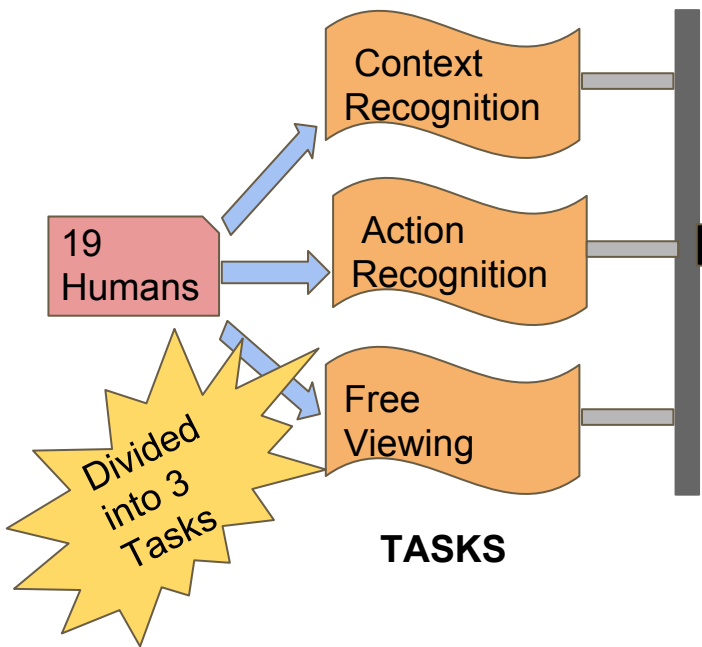 Context
Recognition
19
Humans
Action
Recognition
Free
Viewing
Divided
into 3
Tasks
TASKS